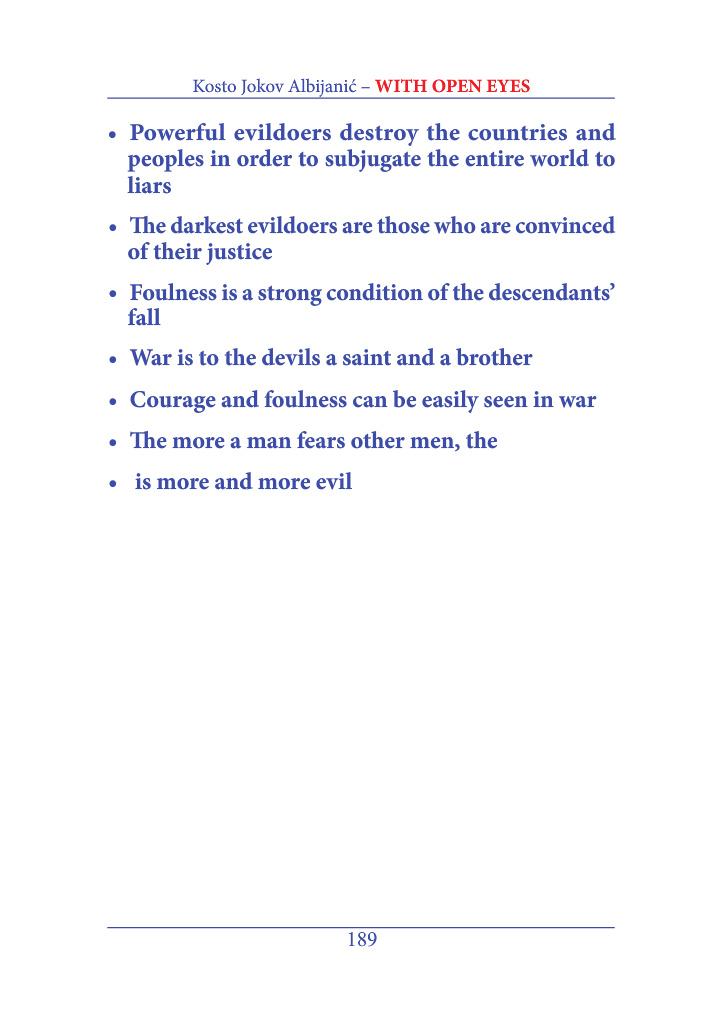 Kosto Jokov Albijanić – WITH OPEN EYES
• Powerful evildoers destroy the countries and
peoples in order to subjugate the entire world to
liars
• The darkest evildoers are those who are convinced
of their justice
• Foulness is a strong condition of the descendants’
fall
• War is to the devils a saint and a brother
• Courage and foulness can be easily seen in war
• The more a man fears other men, the
• is more and more evil
189